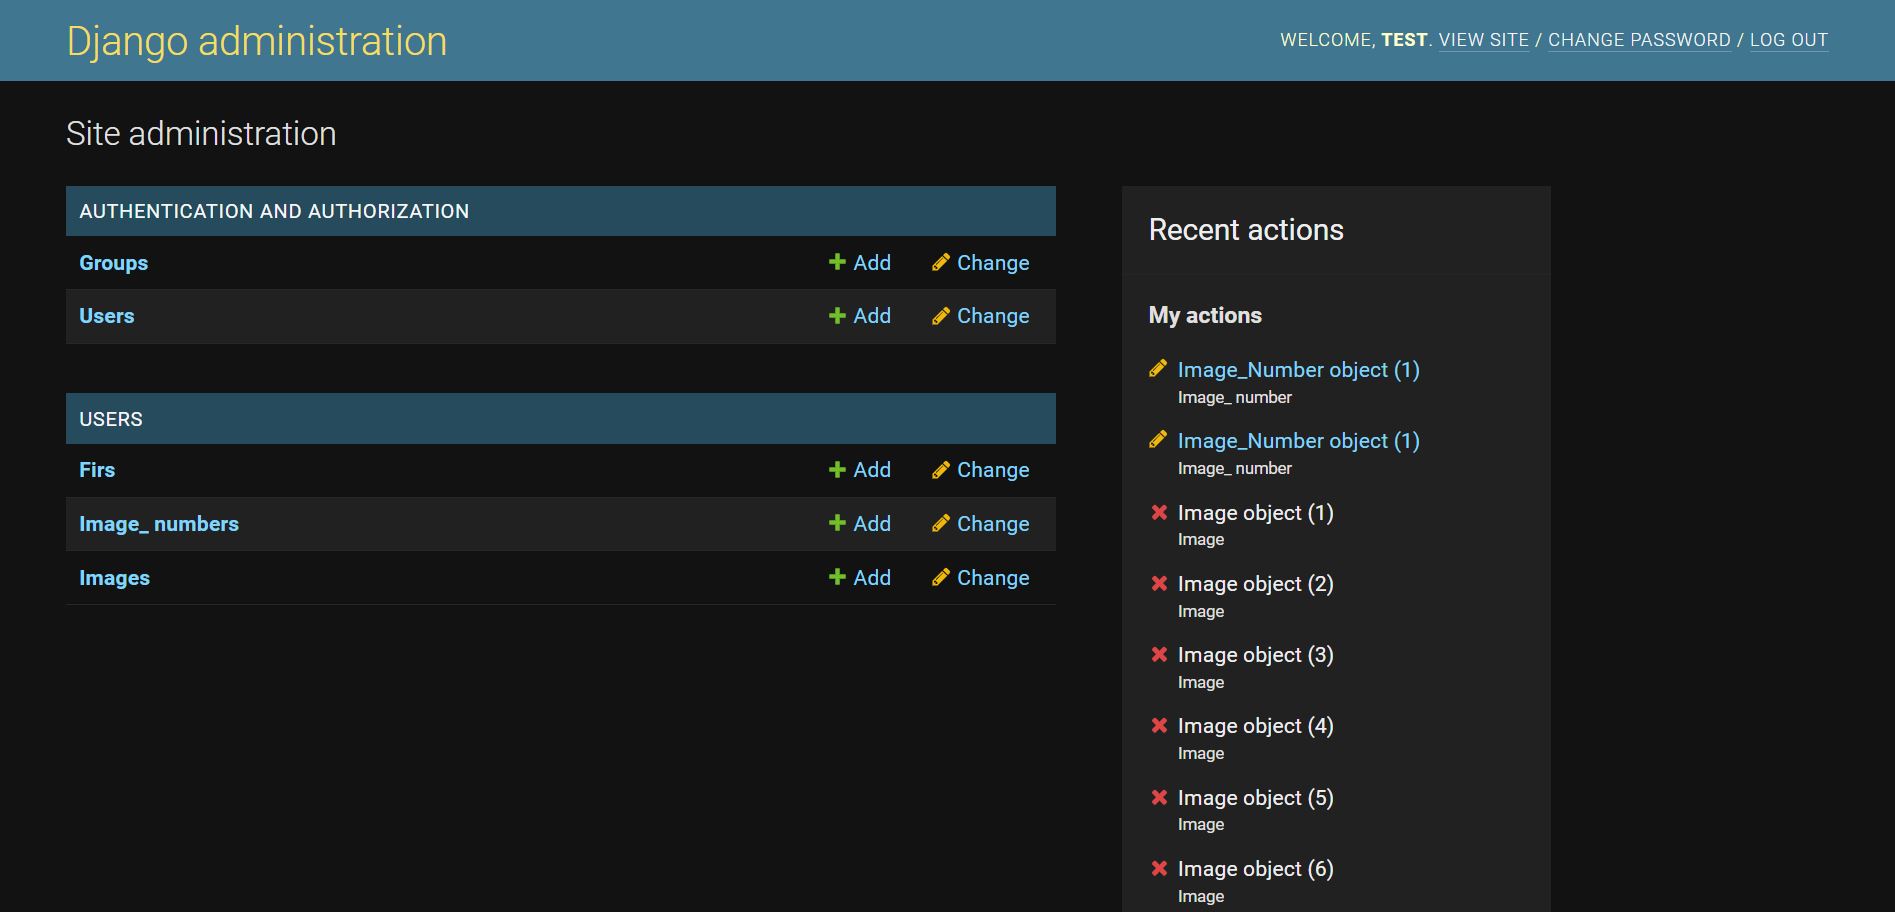 Django administration
WELCOME, TEST. VIEW SITE / CHANGE PASSWORD / LOG OUT
Site administration
AUTHENTICATION AND AUTHORIZATION
Groups Add Change
Users Add Change
USERS
Firs Add Change
Image_ numbers Add Change
Images Add Change
Recent actions
My actions
Image_Number object (1)
Image_ number
Image_Number object (1)
Image_ number
Image object (1)
Image
Image object (2)
Image
Image object (3)
Image
Image object (4)
Image
Image object (5)
Image
Image object (6)
Image